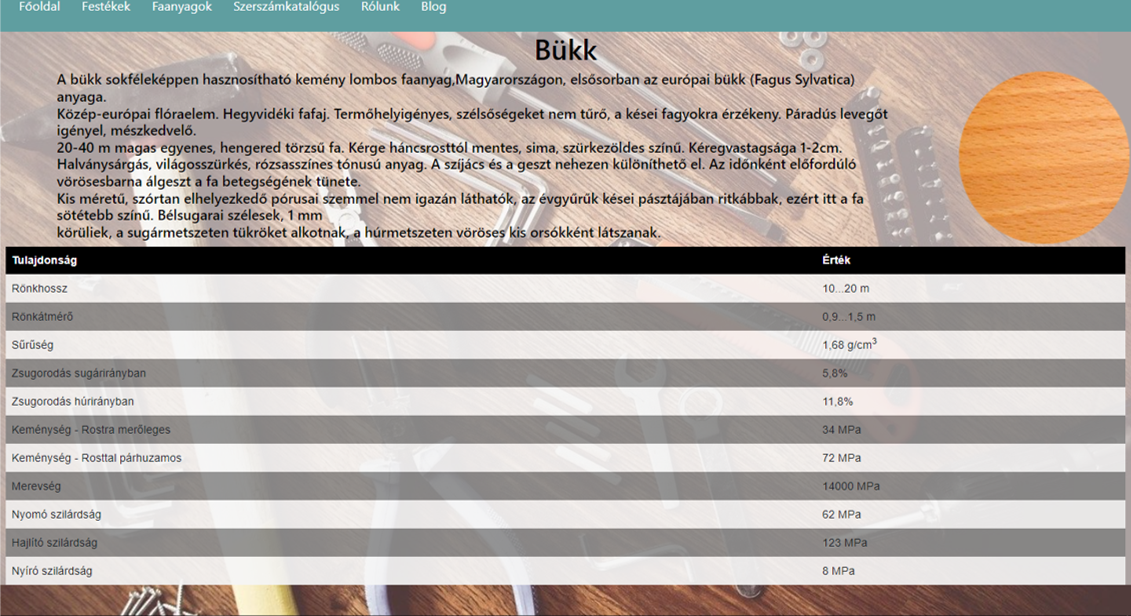 Főoldal Festékek Faanyagok Szerszámkatalógus Rólunk Blog
Bükk
A bükk sokféleképpen hasznosítható kemény lombos faanyag,Magyarországon, elsősorban az európai bükk (Fagus Sylvatica)
anyaga.
Közép-európai flóraelem. Hegyvidéki fafaj. Termőhelyigényes, szélsőségeket nem tűrő, a kései fagyokra érzékeny. Páradús levegőt
igényel, mészkedvelő.
20-40 m magas egyenes, hengered törzsű fa. Kérge háncsrosttól mentes, sima, szürkezöldes színű. Kéregvastagsága 1-2cm.
Halványsárgás, világosszürkés, rózsasszínes tónusú anyag. A szíjács és a geszt nehezen különíthető el. Az időnként előforduló
vörösesbarna álgeszt a fa betegségének tünete.
Kis méretű, szórtan elhelyezkedő pórusai szemmel nem igazán láthatók, az évgyűrűk kései pásztájában ritkábbak, ezért itt a fa
sötétebb színű. Bélsugarai szélesek, 1 mm
körüliek, a sugármetszeten tükröket alkotnak, a húrmetszeten vöröses kis orsókként látszanak.
Tulajdonság Érték
Rönkhossz 10...20 m
Rönkátmérő 0,9...1,5 m
Sűrűség 1,68 g/cm³
Zsugorodás sugárirányban 5,8%
Zsugorodás húrirányban 11,8%
Keménység - Rostra merőleges 34 MPa
Keménység - Rosttal párhuzamos 72 MPa
Merevség 14000 MPa
Nyomó szilárdság 62 MPa
Hajlító szilárdság 123 MPa
Nyíró szilárdság 8 MPa